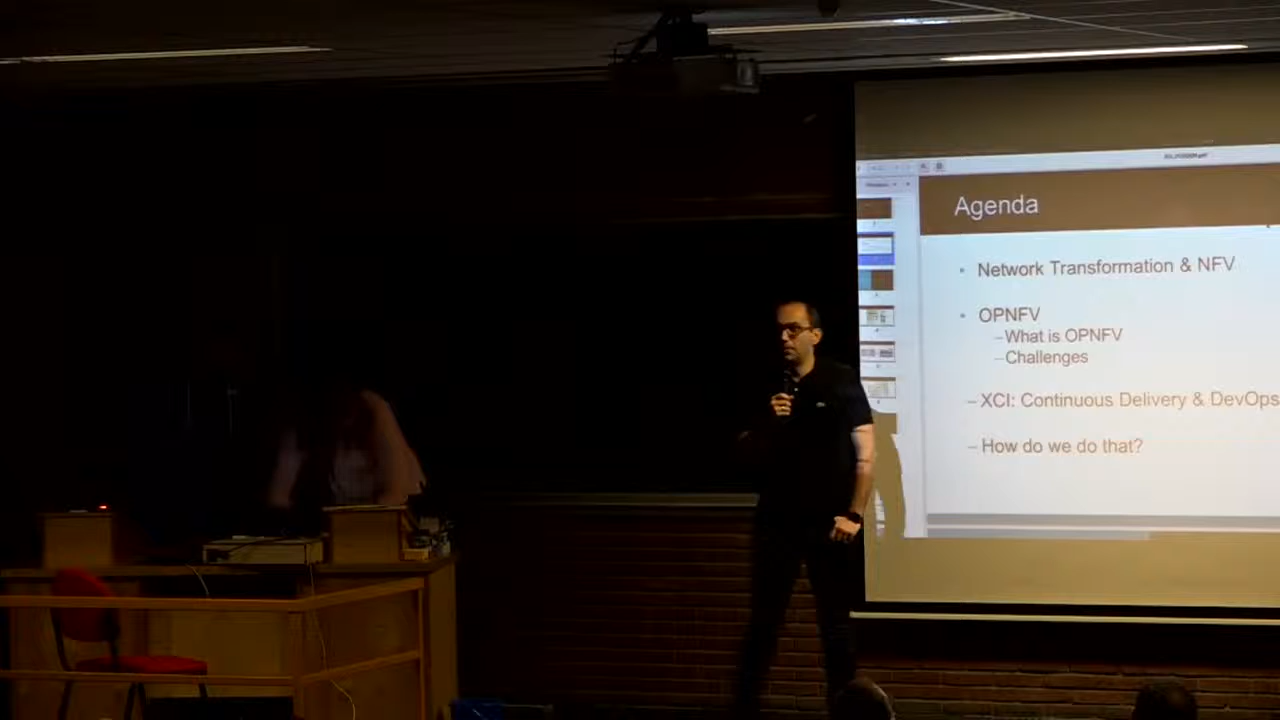 Agenda
• Network Transformation & NFV
• OPNFV
–What is OPNFV
–Challenges
– XCI: Continuous Delivery & DevOps
– How do we do that?